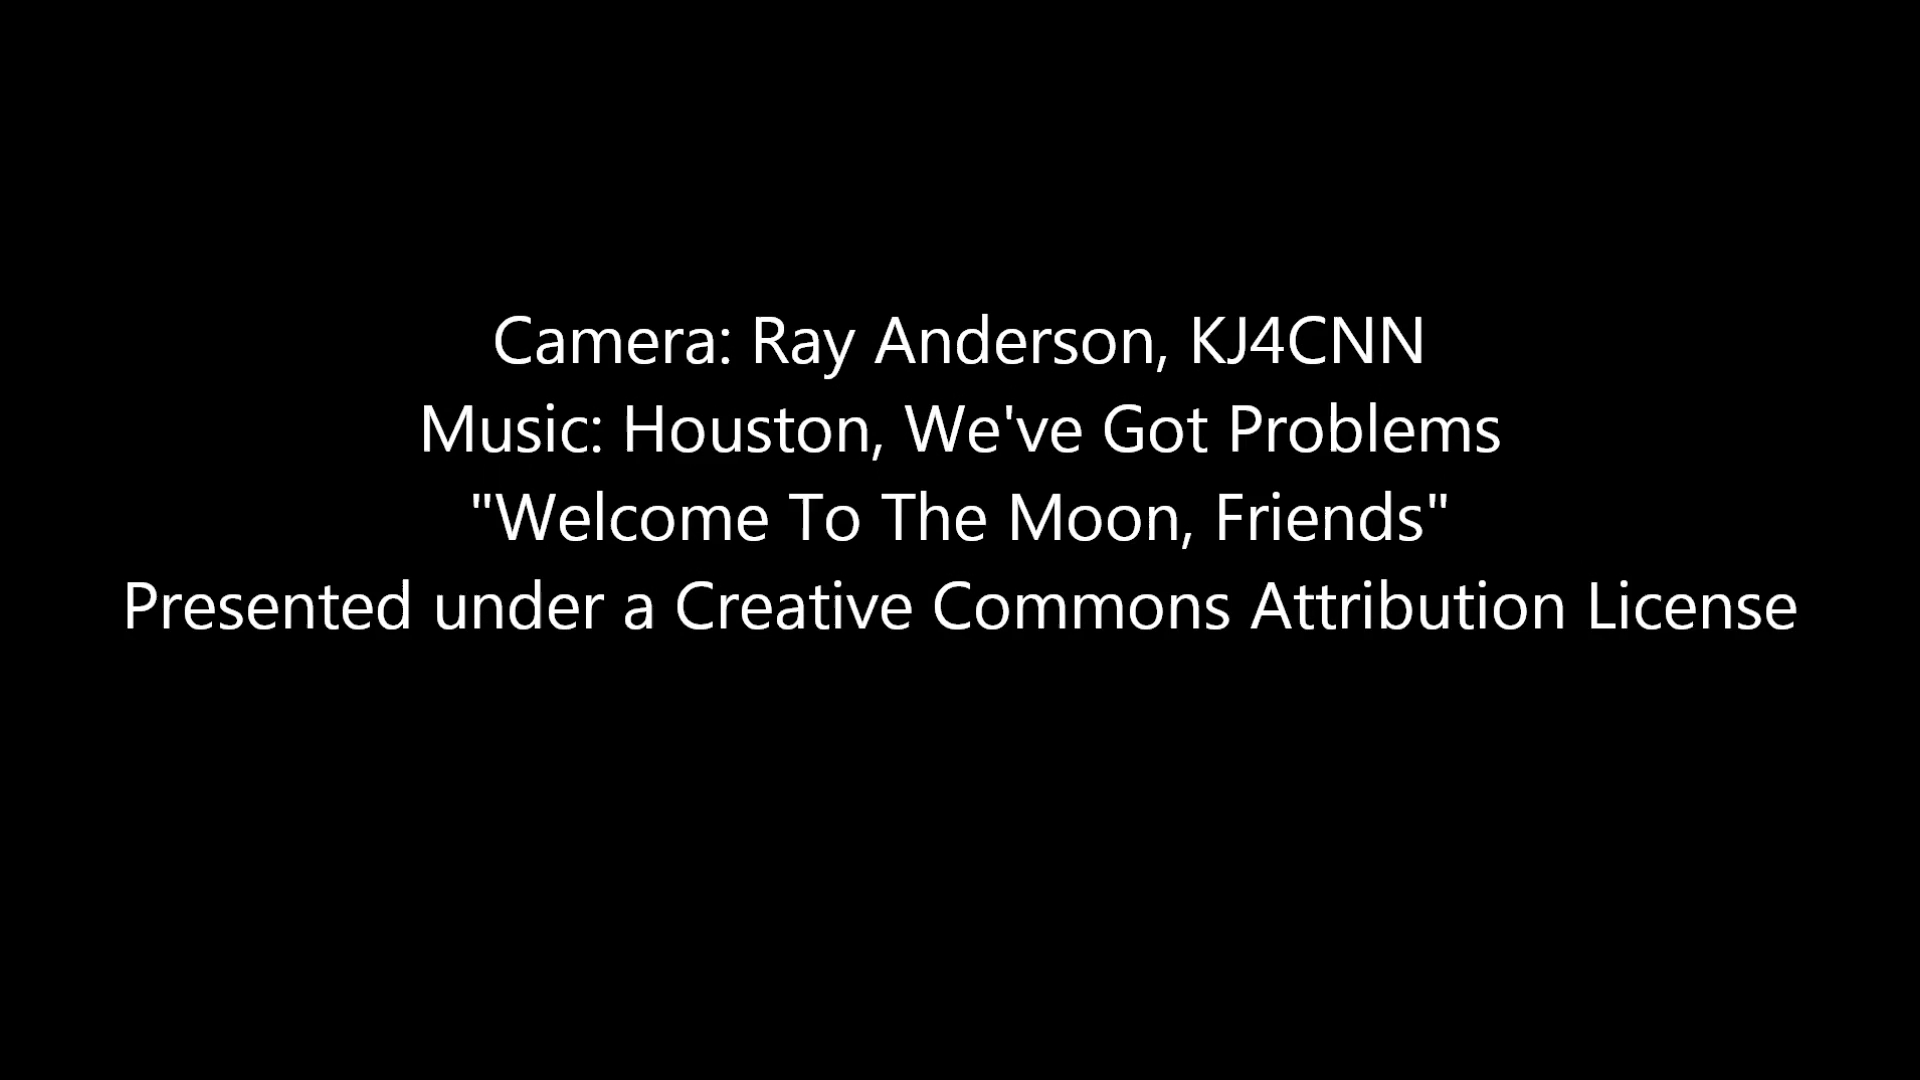 Camera: Ray Anderson, KJ4CNN
Music: Houston, We've Got Problems
"Welcome To The Moon, Friends"
Presented under a Creative Commons Attribution License